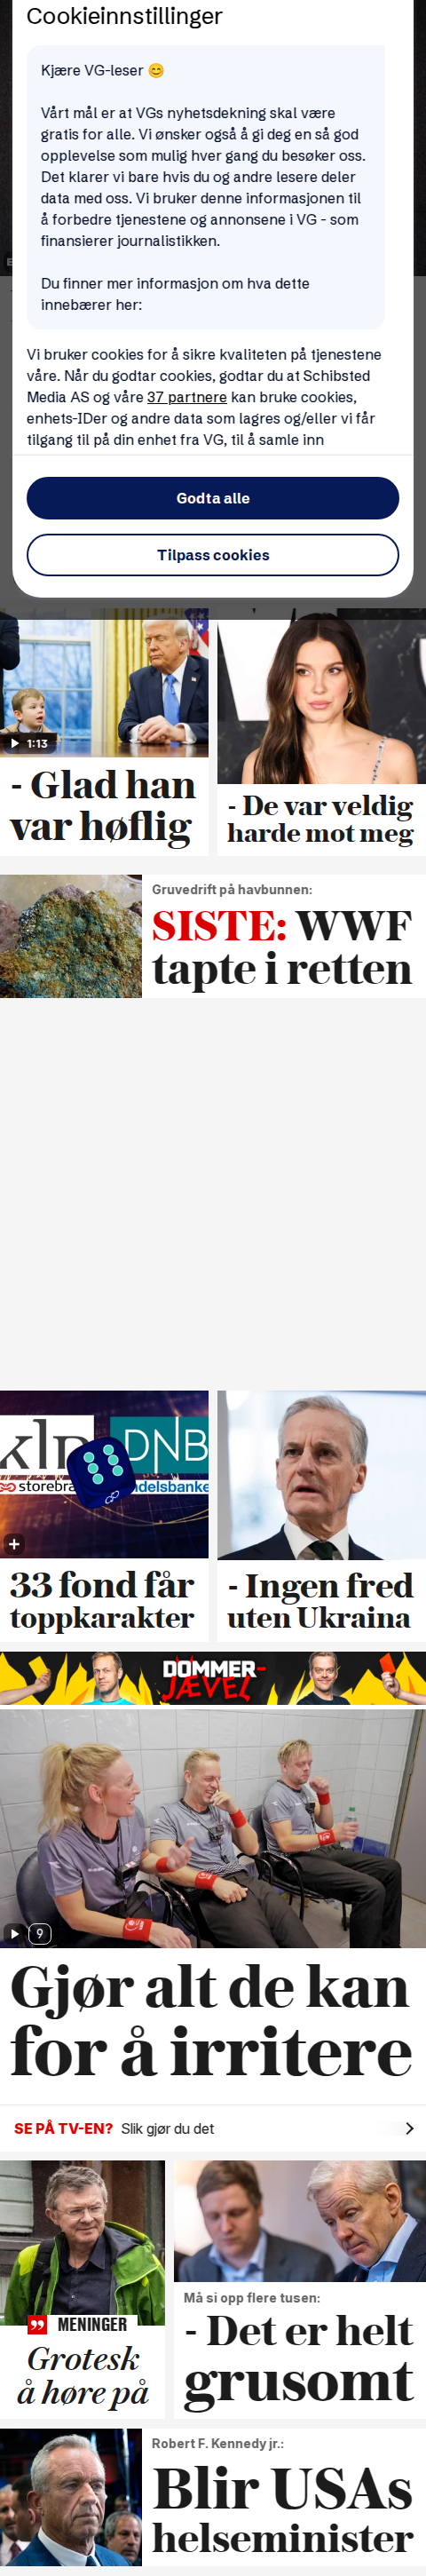 Cookieinnstillinger
Kjære VG-leser 😊
Vårt mål er at VGs nyhetsdekning skal være
gratis for alle. Vi ønsker også å gi deg en så god
opplevelse som mulig hver gang du besøker oss.
Det klarer vi bare hvis du og andre lesere deler
data med oss. Vi bruker denne informasjonen til
å forbedre tjenestene og annonsene i VG - som
finansierer journalistikken.
Du finner mer informasjon om hva dette
innebærer her:
Vi bruker cookies for å sikre kvaliteten på tjenestene
våre. Når du godtar cookies, godtar du at Schibsted
Media AS og våre 37 partnere kan bruke cookies,
enhets-IDer og andre data som lagres og/eller vi får
tilgang til på din enhet fra VG, til å samle inn
Godta alle
Tilpass cookies
1:13
- Glad han
var høflig
- De var veldig
harde mot meg
Gruvedrift på havbunnen:
SISTE: WWF
tapte i retten
klp
DNB
storebra
ndelsbanke
33 fond får
toppkarakter
- Ingen fred
uten Ukraina
DOMMER-
JÆVEL
9
Gjør alt de kan
for å irritere
SE PÅ TV-EN? Slik gjør du det
MENINGER
Grotesk
å høre på
Må si opp flere tusen:
- Det er helt
grusomt
Robert F. Kennedy jr.:
Blir USAs
helseminister